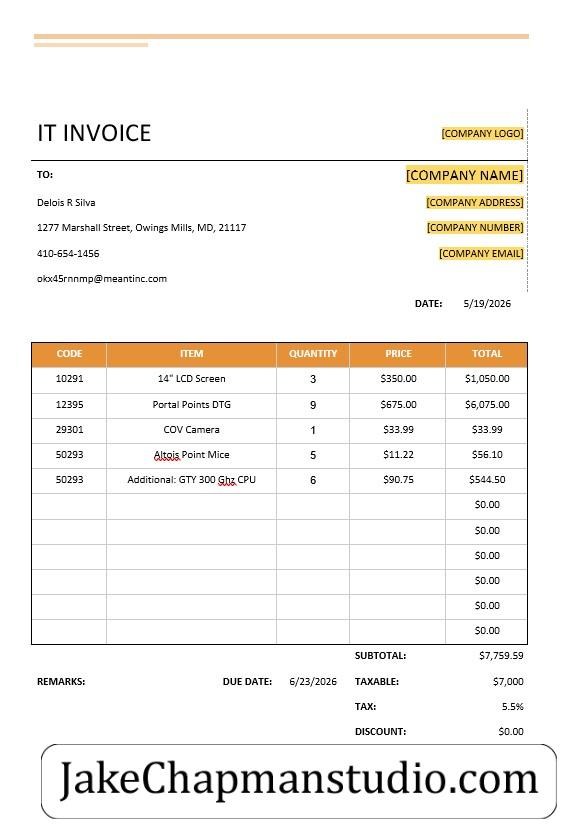 IT INVOICE [COMPANY LOGO]
TO: [COMPANY NAME]
Delois R Silva [COMPANY ADDRESS]
1277 Marshall Street, Owings Mills, MD, 21117 [COMPANY NUMBER]
410-654-1456 [COMPANY EMAIL]
okx45rnnmp@meantinc.com
DATE: 5/19/2026
CODE ITEM QUANTITY PRICE TOTAL
10291 14" LCD Screen 3 $350.00 $1,050.00
12395 Portal Points DTG 9 $675.00 $6,075.00
29301 COV Camera 1 $33.99 $33.99
50293 Altois Point Mice 5 $11.22 $56.10
50293 Additional: GTY 300 Ghz CPU 6 $90.75 $544.50
$0.00
$0.00
$0.00
$0.00
$0.00
$0.00
SUBTOTAL: $7,759.59
REMARKS: DUE DATE: 6/23/2026 TAXABLE: $7,000
TAX: 5.5%
DISCOUNT: $0.00
JakeChapmanstudio.com